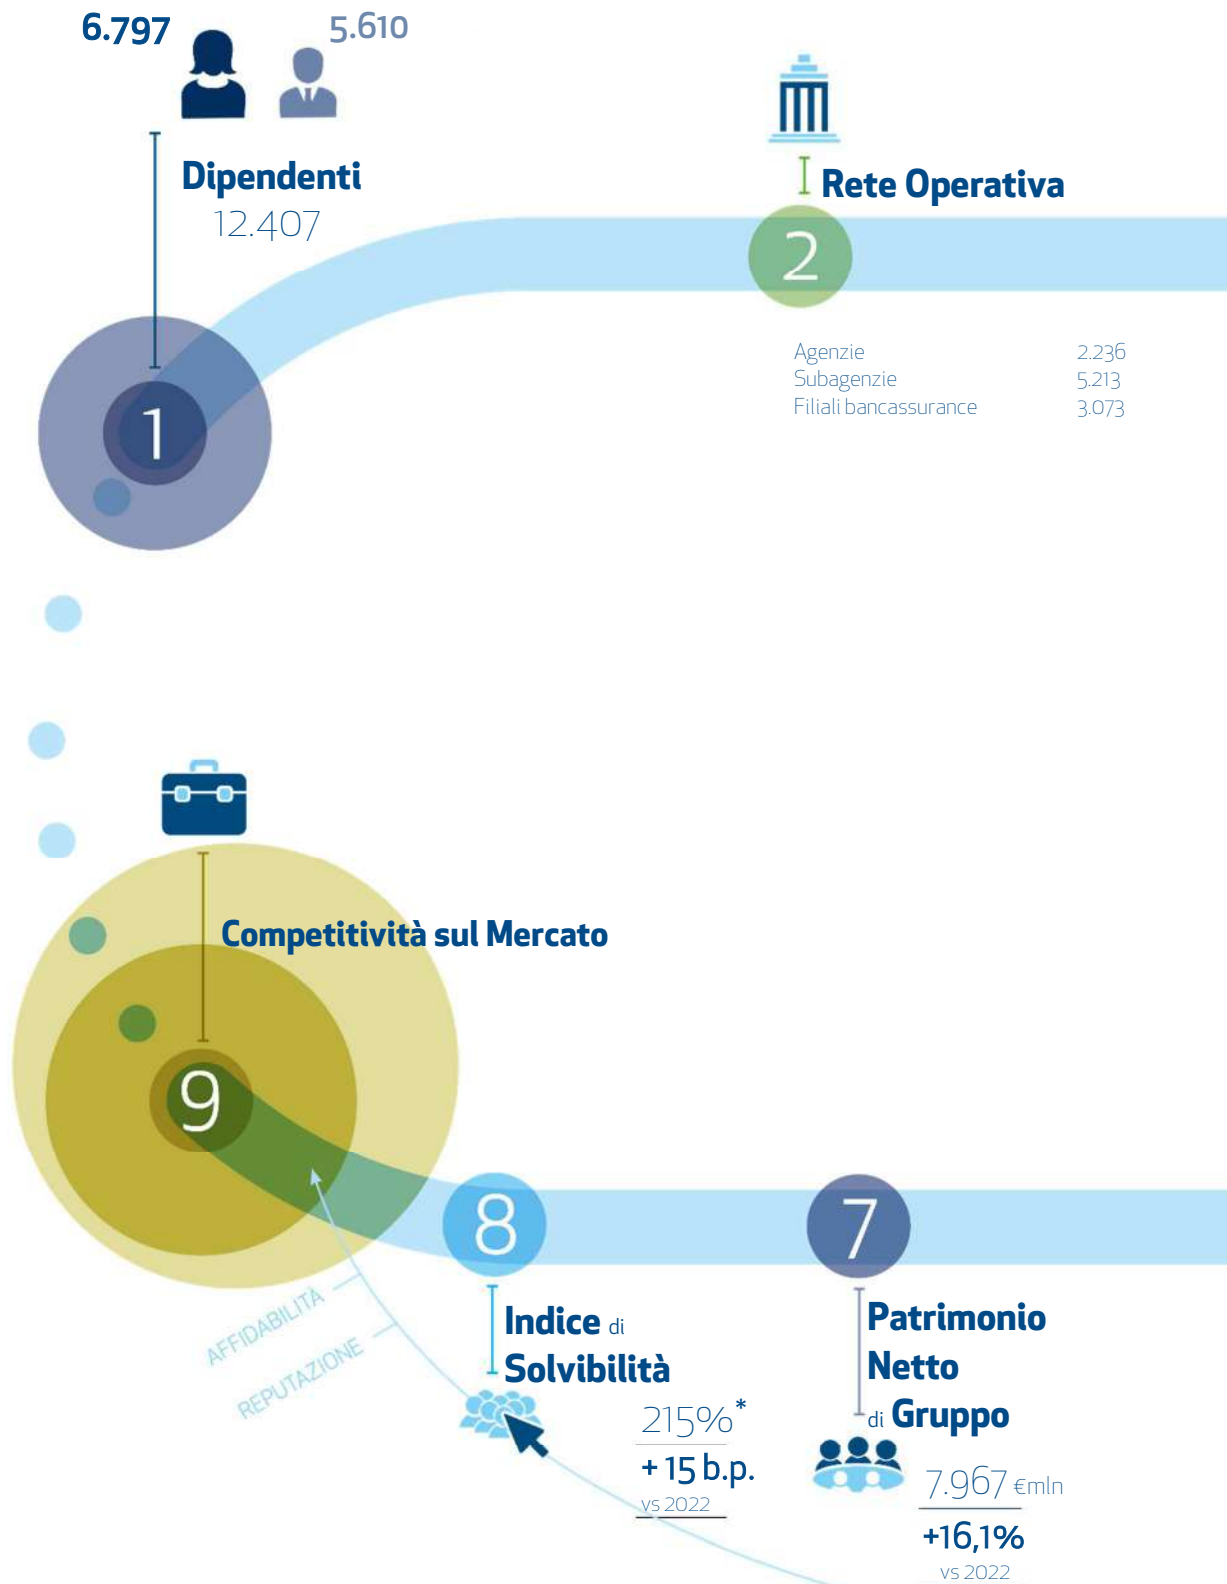 6.797
5.610
Dipendenti
12.407
1
Rete Operativa
2
Agenzie 2.236
Subagenzie 5.213
Filiali bancassurance 3.073
Competitività sul Mercato
9
AFFIDABILITÀ
REPUTAZIONE
8
Indice di
Solvibilità
215%*
+ 15 b.p.
vs 2022
7
Patrimonio
Netto
di Gruppo
7.967 €mln
+16,1%
vs 2022